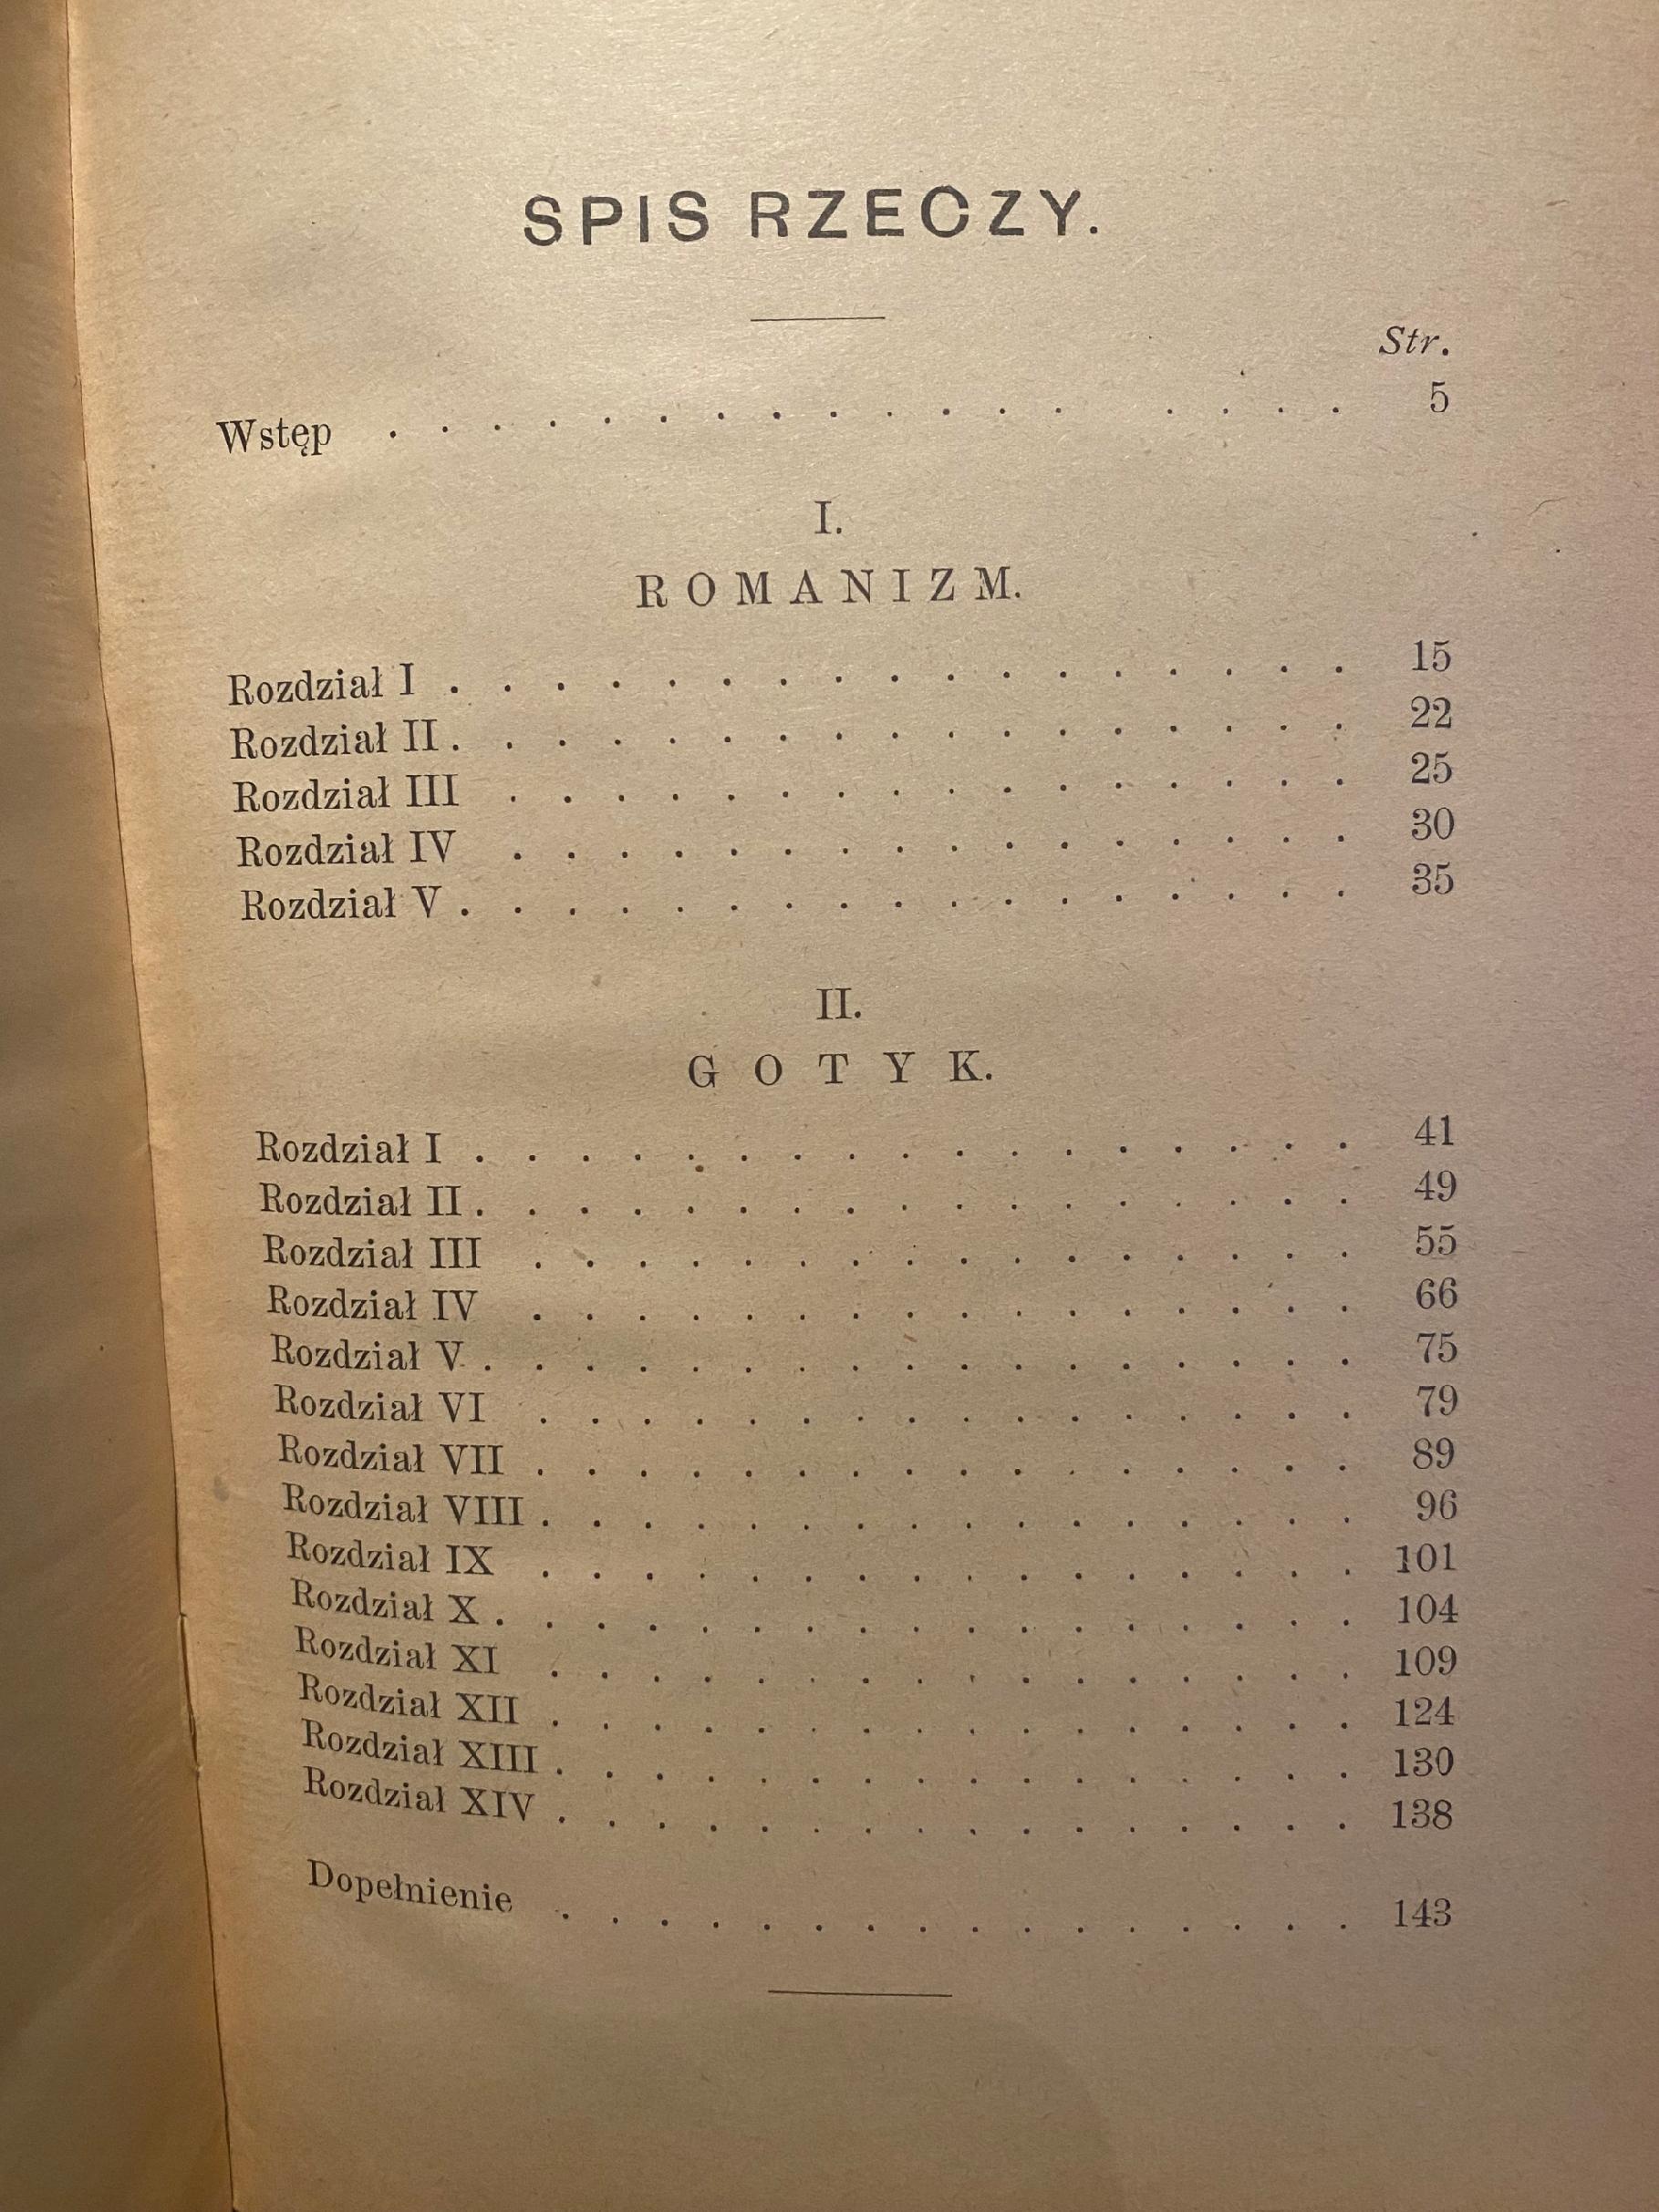 SPIS RZECZY.
Str.
Wstęp . . . . . . . . . . . . . . . . . 5
I.
ROMANIZM.
Rozdział I . . . . . . . . . . . . . . . . . 15
Rozdział II . . . . . . . . . . . . . . . . . 22
Rozdział III . . . . . . . . . . . . . . . . 25
Rozdział IV . . . . . . . . . . . . . . . . 30
Rozdział V . . . . . . . . . . . . . . . . . 35
II.
GOTYK.
Rozdział I . . . . . . . . . . . . . . . . . 41
Rozdział II . . . . . . . . . . . . . . . . . 49
Rozdział III . . . . . . . . . . . . . . . . 55
Rozdział IV . . . . . . . . . . . . . . . . 66
Rozdział V . . . . . . . . . . . . . . . . . 75
Rozdział VI . . . . . . . . . . . . . . . . 79
Rozdział VII . . . . . . . . . . . . . . . . 89
Rozdział VIII . . . . . . . . . . . . . . . . 96
Rozdział IX . . . . . . . . . . . . . . . . 101
Rozdział X . . . . . . . . . . . . . . . . . 104
Rozdział XI . . . . . . . . . . . . . . . . 109
Rozdział XII . . . . . . . . . . . . . . . . 124
Rozdział XIII . . . . . . . . . . . . . . . . 130
Rozdział XIV . . . . . . . . . . . . . . . . 138
Dopełnienie . . . . . . . . . . . . . . . . 143